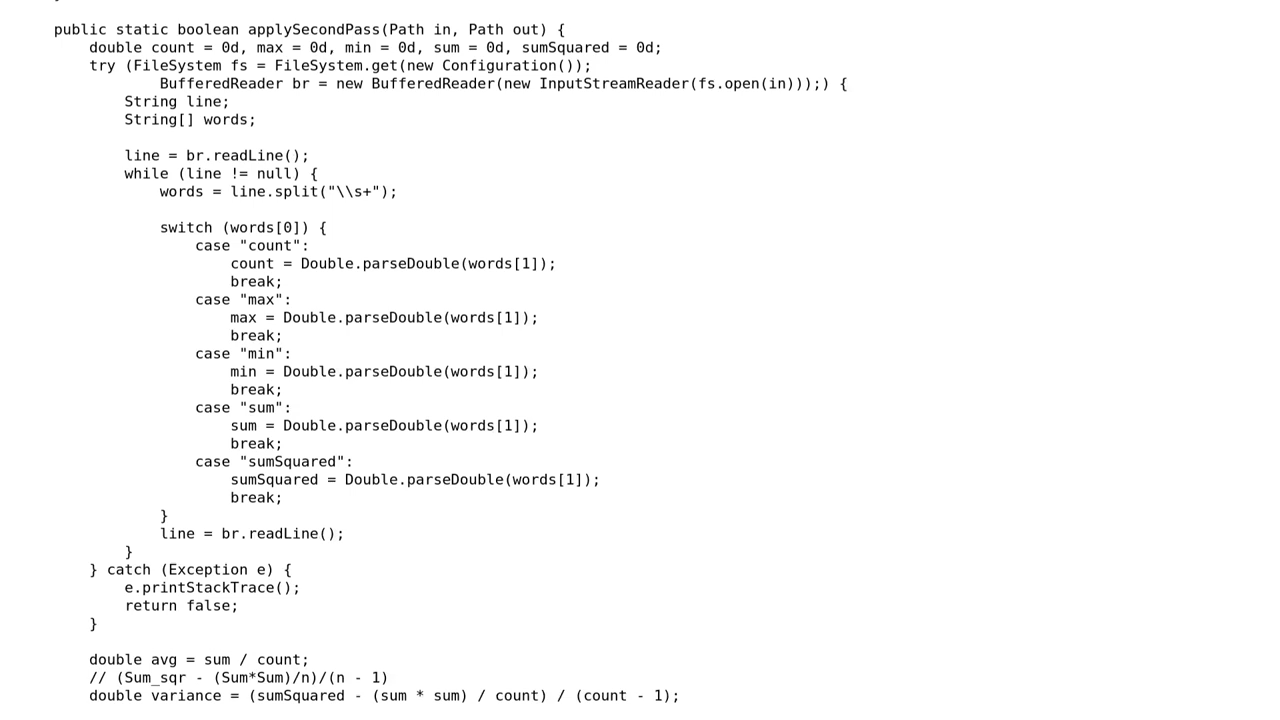 public static boolean applySecondPass(Path in, Path out) {
double count = 0d, max = 0d, min = 0d, sum = 0d, sumSquared = 0d;
try (FileSystem fs = FileSystem.get(new Configuration());
BufferedReader br = new BufferedReader(new InputStreamReader(fs.open(in)));) {
String line;
String[] words;
line = br.readLine();
while (line != null) {
words = line.split("\\s+");
switch (words[0]) {
case "count":
count = Double.parseDouble(words[1]);
break;
case "max":
max = Double.parseDouble(words[1]);
break;
case "min":
min = Double.parseDouble(words[1]);
break;
case "sum":
sum = Double.parseDouble(words[1]);
break;
case "sumSquared":
sumSquared = Double.parseDouble(words[1]);
break;
}
line = br.readLine();
}
} catch (Exception e) {
e.printStackTrace();
return false;
}
double avg = sum / count;
// (Sum_sqr - (Sum*Sum)/n)/(n - 1)
double variance = (sumSquared - (sum * sum) / count) / (count - 1);